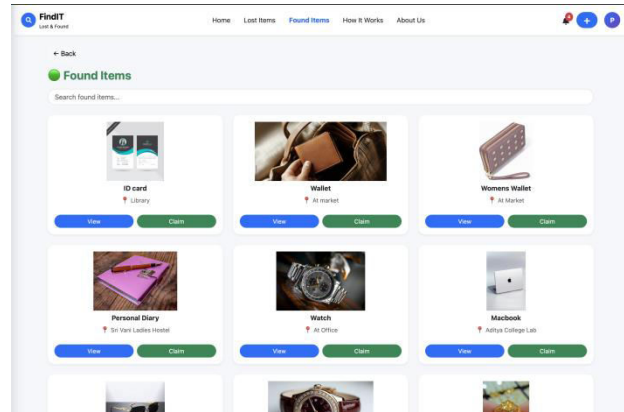 FindIT
Lost & Found
Home Lost Items Found Items How It Works About Us
+
P
← Back
Found Items
Search found items...
ID card
Library
View Claim
Wallet
At market
View Claim
Womens Wallet
At Market
View Claim
Personal Diary
Sri Vani Ladies Hostel
View Claim
Watch
At Office
View Claim
Macbook
Aditya College Lab
View Claim